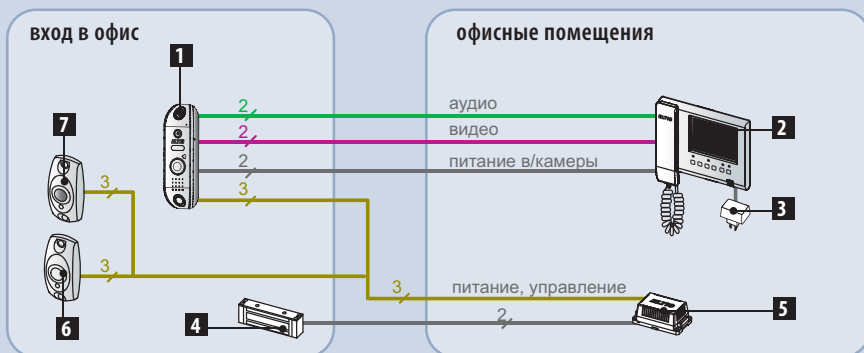 вход в офис
офисные помещения
1
2 аудио
2 видео
2 питание в/камеры
2
7
3
3
3
3
3 питание, управление
5
6
4
2